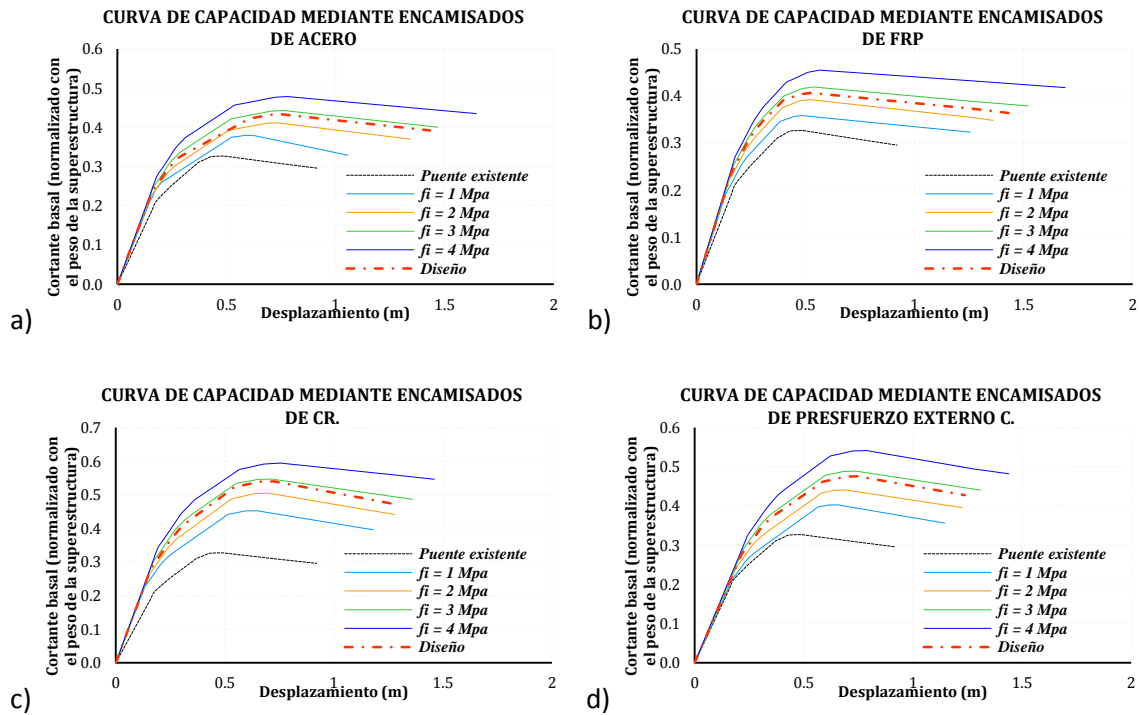 CURVA DE CAPACIDAD MEDIANTE ENCAMISADOS
DE ACERO
Cortante basal (normalizado con
el peso de la superestructura)
0.6
0.5
0.4
0.3
0.2
0.1
0.0
0
0.5
1
1.5
2
Desplazamiento (m)
Puente existente
fi = 1 Mpa
fi = 2 Mpa
fi = 3 Mpa
fi = 4 Mpa
Diseño
a)
CURVA DE CAPACIDAD MEDIANTE ENCAMISADOS
DE FRP
Cortante basal (normalizado con
el peso de la superestructura)
0.5
0.4
0.3
0.2
0.1
0.0
0
0.5
1
1.5
2
Desplazamiento (m)
Puente existente
fi = 1 Mpa
fi = 2 Mpa
fi = 3 Mpa
fi = 4 Mpa
Diseño
b)
CURVA DE CAPACIDAD MEDIANTE ENCAMISADOS
DE CR.
Cortante basal (normalizado con
el peso de la superestructura)
0.7
0.6
0.5
0.4
0.3
0.2
0.1
0.0
0
0.5
1
1.5
2
Desplazamiento (m)
Puente existente
fi = 1 Mpa
fi = 2 Mpa
fi = 3 Mpa
fi = 4 Mpa
Diseño
c)
CURVA DE CAPACIDAD MEDIANTE ENCAMISADOS
DE PRESFUERZO EXTERNO C.
Cortante basal (normalizado con
el peso de la superestructura)
0.6
0.5
0.4
0.3
0.2
0.1
0.0
0
0.5
1
1.5
2
Desplazamiento (m)
Puente existente
fi = 1 Mpa
fi = 2 Mpa
fi = 3 Mpa
fi = 4 Mpa
Diseño
d)